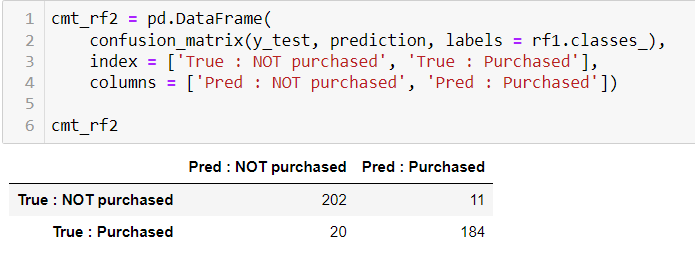 1 cmt_rf2 = pd.DataFrame(
2     confusion_matrix(y_test, prediction, labels = rf1.classes_),
3     index = ['True : NOT purchased', 'True : Purchased'],
4     columns = ['Pred : NOT purchased', 'Pred : Purchased'])
5
6 cmt_rf2
Pred : NOT purchased Pred : Purchased
True : NOT purchased 202 11
True : Purchased 20 184